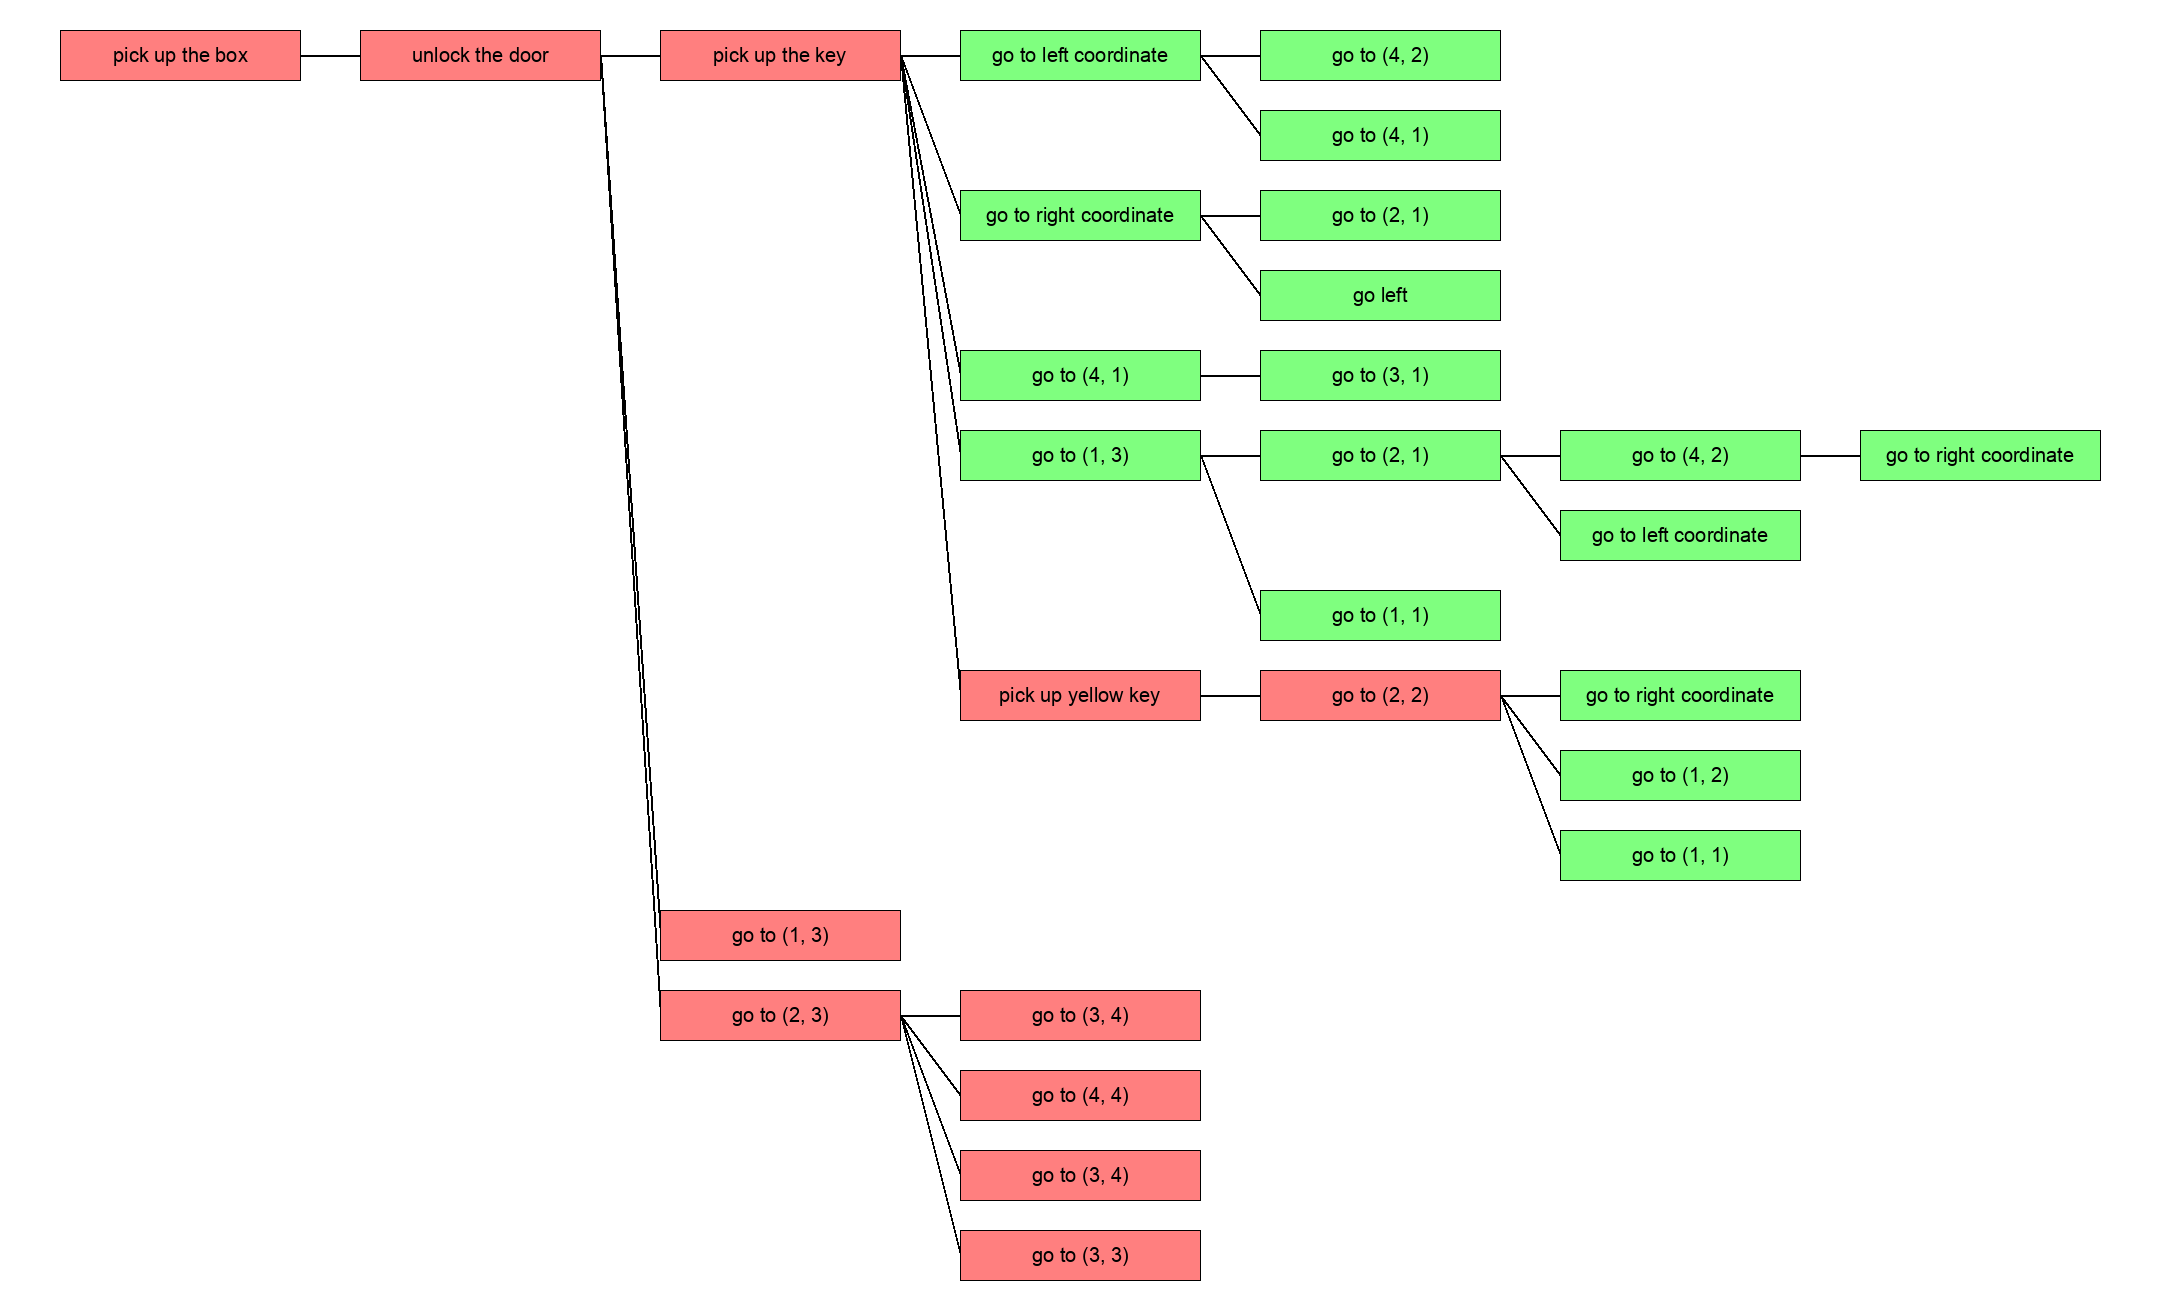 pick up the box
unlock the door
pick up the key
go to left coordinate
go to (4, 2)
go to (4, 1)
go to right coordinate
go to (2, 1)
go left
go to (4, 1)
go to (3, 1)
go to (1, 3)
go to (2, 1)
go to (4, 2)
go to right coordinate
go to left coordinate
go to (1, 1)
pick up yellow key
go to (2, 2)
go to right coordinate
go to (1, 2)
go to (1, 1)
go to (1, 3)
go to (2, 3)
go to (3, 4)
go to (4, 4)
go to (3, 4)
go to (3, 3)